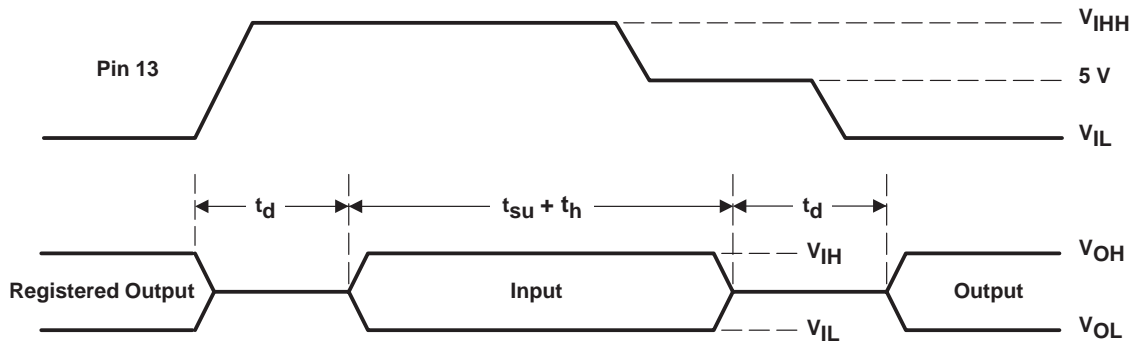 VIHH
Pin 13
5 V
VIL
td
tsu + th
td
VIH
VOH
Registered Output
Input
Output
VIL
VOL